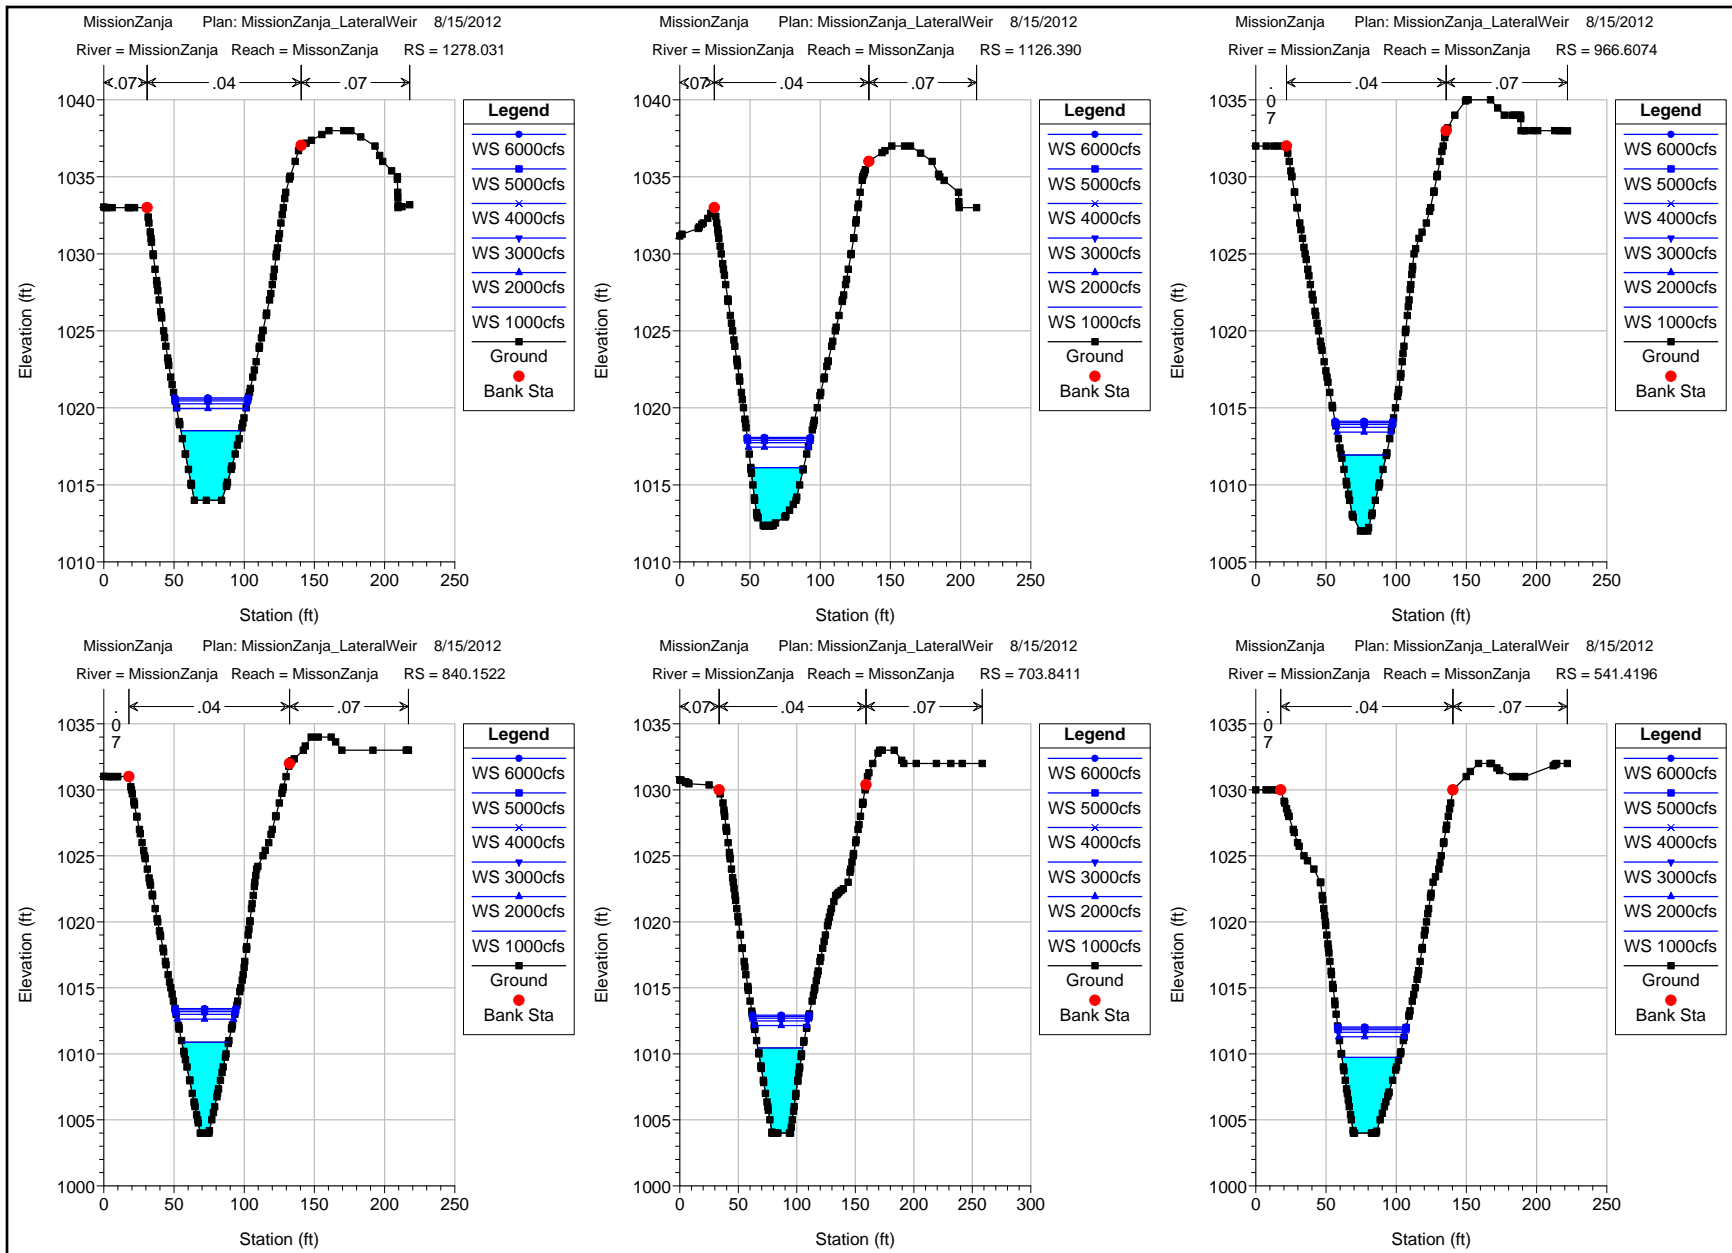 MissionZanja Plan: MissionZanja_LateralWeir 8/15/2012
River = MissionZanja Reach = MissonZanja RS = 1278.031
.07 .04 .07
1040
1035
1030
1025
1020
1015
1010
0 50 100 150 200 250
Elevation (ft)
Station (ft)
Legend
WS 6000cfs
WS 5000cfs
WS 4000cfs
WS 3000cfs
WS 2000cfs
WS 1000cfs
Ground
Bank Sta
MissionZanja Plan: MissionZanja_LateralWeir 8/15/2012
River = MissionZanja Reach = MissonZanja RS = 1126.390
.07 .04 .07
1040
1035
1030
1025
1020
1015
1010
0 50 100 150 200 250
Elevation (ft)
Station (ft)
Legend
WS 6000cfs
WS 5000cfs
WS 4000cfs
WS 3000cfs
WS 2000cfs
WS 1000cfs
Ground
Bank Sta
MissionZanja Plan: MissionZanja_LateralWeir 8/15/2012
River = MissionZanja Reach = MissonZanja RS = 966.6074
.07 .04 .07
1035
1030
1025
1020
1015
1010
1005
0 50 100 150 200 250
Elevation (ft)
Station (ft)
Legend
WS 6000cfs
WS 5000cfs
WS 4000cfs
WS 3000cfs
WS 2000cfs
WS 1000cfs
Ground
Bank Sta
MissionZanja Plan: MissionZanja_LateralWeir 8/15/2012
River = MissionZanja Reach = MissonZanja RS = 840.1522
.07 .04 .07
1035
1030
1025
1020
1015
1010
1005
1000
0 50 100 150 200 250
Elevation (ft)
Station (ft)
Legend
WS 6000cfs
WS 5000cfs
WS 4000cfs
WS 3000cfs
WS 2000cfs
WS 1000cfs
Ground
Bank Sta
MissionZanja Plan: MissionZanja_LateralWeir 8/15/2012
River = MissionZanja Reach = MissonZanja RS = 703.8411
.07 .04 .07
1035
1030
1025
1020
1015
1010
1005
1000
0 50 100 150 200 250 300
Elevation (ft)
Station (ft)
Legend
WS 6000cfs
WS 5000cfs
WS 4000cfs
WS 3000cfs
WS 2000cfs
WS 1000cfs
Ground
Bank Sta
MissionZanja Plan: MissionZanja_LateralWeir 8/15/2012
River = MissionZanja Reach = MissonZanja RS = 541.4196
.07 .04 .07
1035
1030
1025
1020
1015
1010
1005
1000
0 50 100 150 200 250
Elevation (ft)
Station (ft)
Legend
WS 6000cfs
WS 5000cfs
WS 4000cfs
WS 3000cfs
WS 2000cfs
WS 1000cfs
Ground
Bank Sta